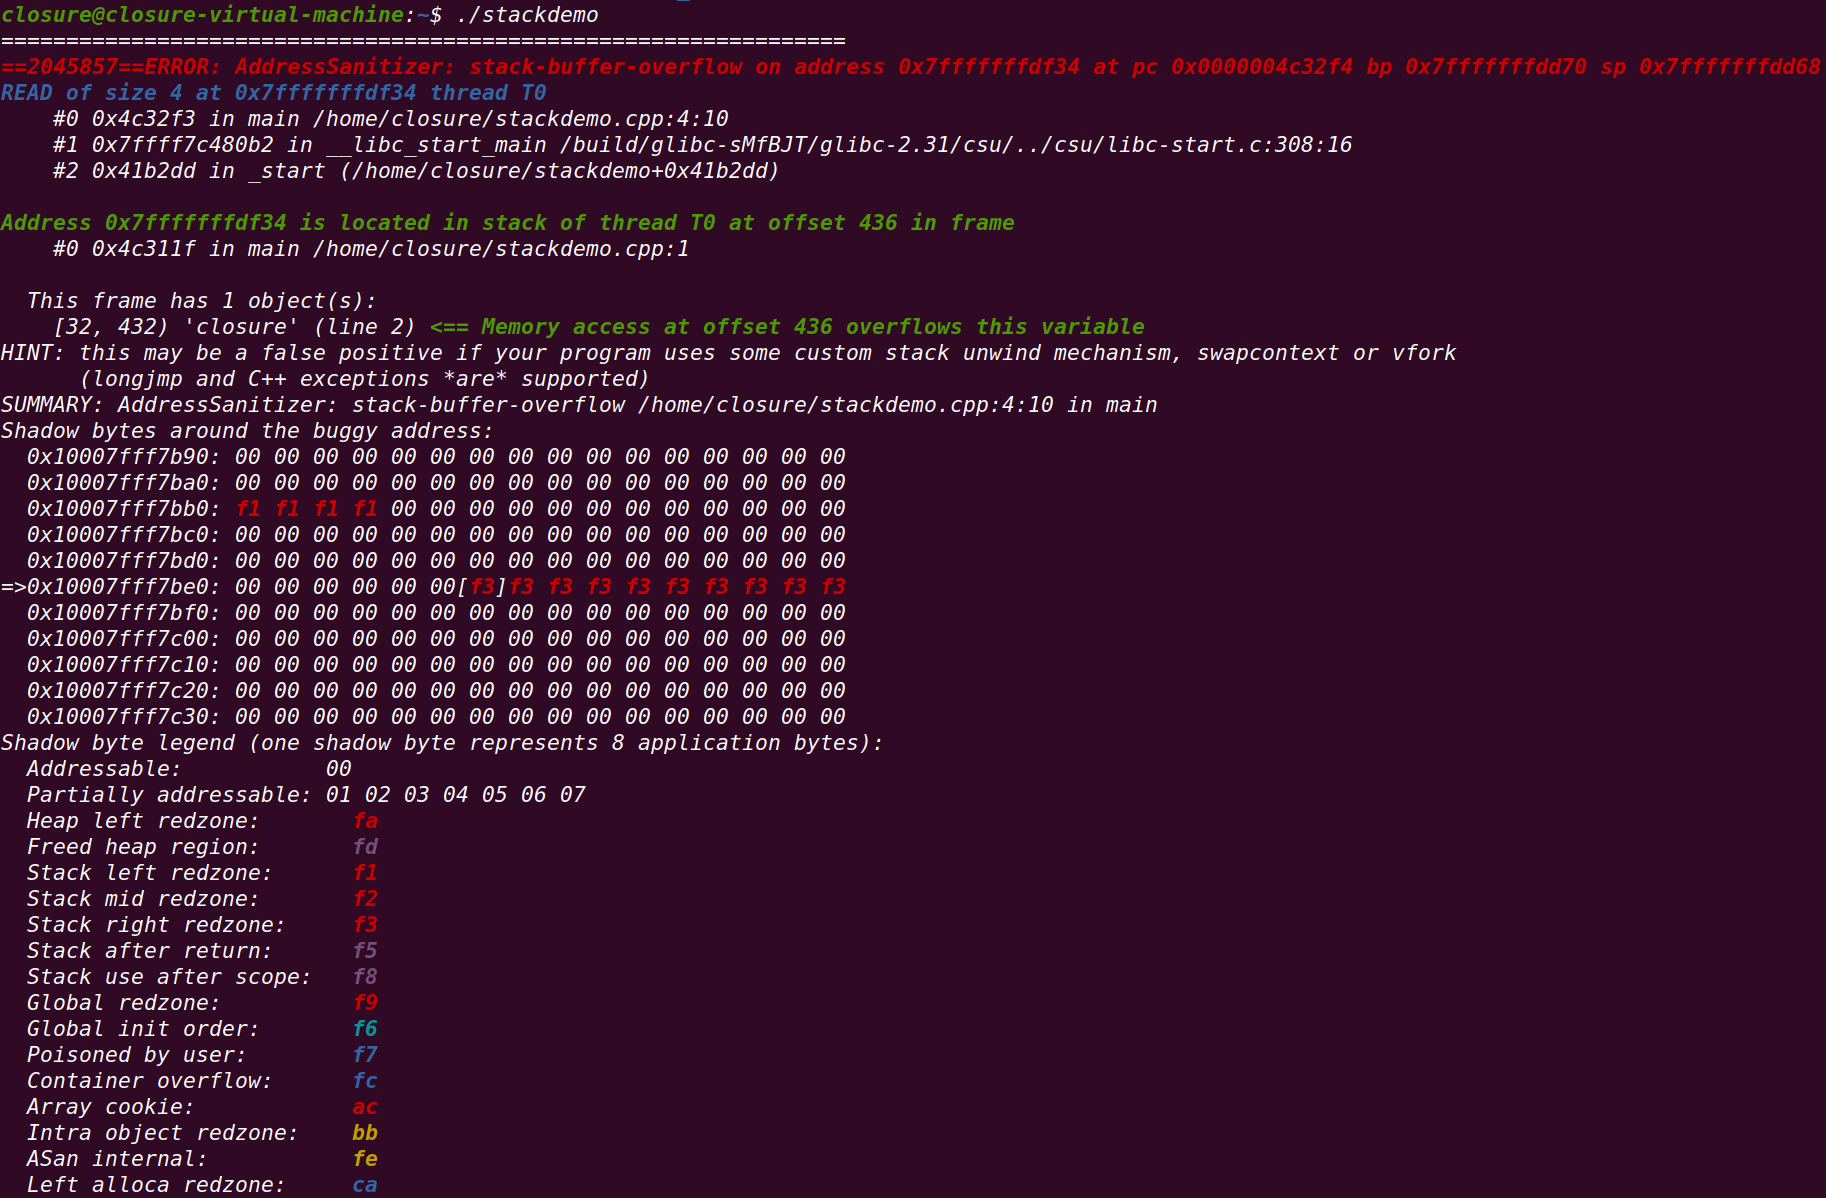 closure@closure-virtual-machine:~$ ./stackdemo
=================================================================
==2045857==ERROR: AddressSanitizer: stack-buffer-overflow on address 0x7fffffffdf34 at pc 0x0000004c32f4 bp 0x7fffffffdd70 sp 0x7fffffffdd68
READ of size 4 at 0x7fffffffdf34 thread T0
    #0 0x4c32f3 in main /home/closure/stackdemo.cpp:4:10
    #1 0x7ffff7c480b2 in __libc_start_main /build/glibc-sMfBJT/glibc-2.31/csu/../csu/libc-start.c:308:16
    #2 0x41b2dd in _start (/home/closure/stackdemo+0x41b2dd)

Address 0x7fffffffdf34 is located in stack of thread T0 at offset 436 in frame
    #0 0x4c311f in main /home/closure/stackdemo.cpp:1

  This frame has 1 object(s):
    [32, 432) 'closure' (line 2) <== Memory access at offset 436 overflows this variable
HINT: this may be a false positive if your program uses some custom stack unwind mechanism, swapcontext or vfork
      (longjmp and C++ exceptions *are* supported)
SUMMARY: AddressSanitizer: stack-buffer-overflow /home/closure/stackdemo.cpp:4:10 in main
Shadow bytes around the buggy address:
  0x10007fff7b90: 00 00 00 00 00 00 00 00 00 00 00 00 00 00 00 00
  0x10007fff7ba0: 00 00 00 00 00 00 00 00 00 00 00 00 00 00 00 00
  0x10007fff7bb0: f1 f1 f1 f1 00 00 00 00 00 00 00 00 00 00 00 00
  0x10007fff7bc0: 00 00 00 00 00 00 00 00 00 00 00 00 00 00 00 00
  0x10007fff7bd0: 00 00 00 00 00 00 00 00 00 00 00 00 00 00 00 00
=>0x10007fff7be0: 00 00 00 00 00 00[f3]f3 f3 f3 f3 f3 f3 f3 f3 f3
  0x10007fff7bf0: 00 00 00 00 00 00 00 00 00 00 00 00 00 00 00 00
  0x10007fff7c00: 00 00 00 00 00 00 00 00 00 00 00 00 00 00 00 00
  0x10007fff7c10: 00 00 00 00 00 00 00 00 00 00 00 00 00 00 00 00
  0x10007fff7c20: 00 00 00 00 00 00 00 00 00 00 00 00 00 00 00 00
  0x10007fff7c30: 00 00 00 00 00 00 00 00 00 00 00 00 00 00 00 00
Shadow byte legend (one shadow byte represents 8 application bytes):
  Addressable:           00
  Partially addressable: 01 02 03 04 05 06 07
  Heap left redzone:       fa
  Freed heap region:       fd
  Stack left redzone:      f1
  Stack mid redzone:       f2
  Stack right redzone:     f3
  Stack after return:      f5
  Stack use after scope:   f8
  Global redzone:          f9
  Global init order:       f6
  Poisoned by user:        f7
  Container overflow:      fc
  Array cookie:            ac
  Intra object redzone:    bb
  ASan internal:           fe
  Left alloca redzone:     ca